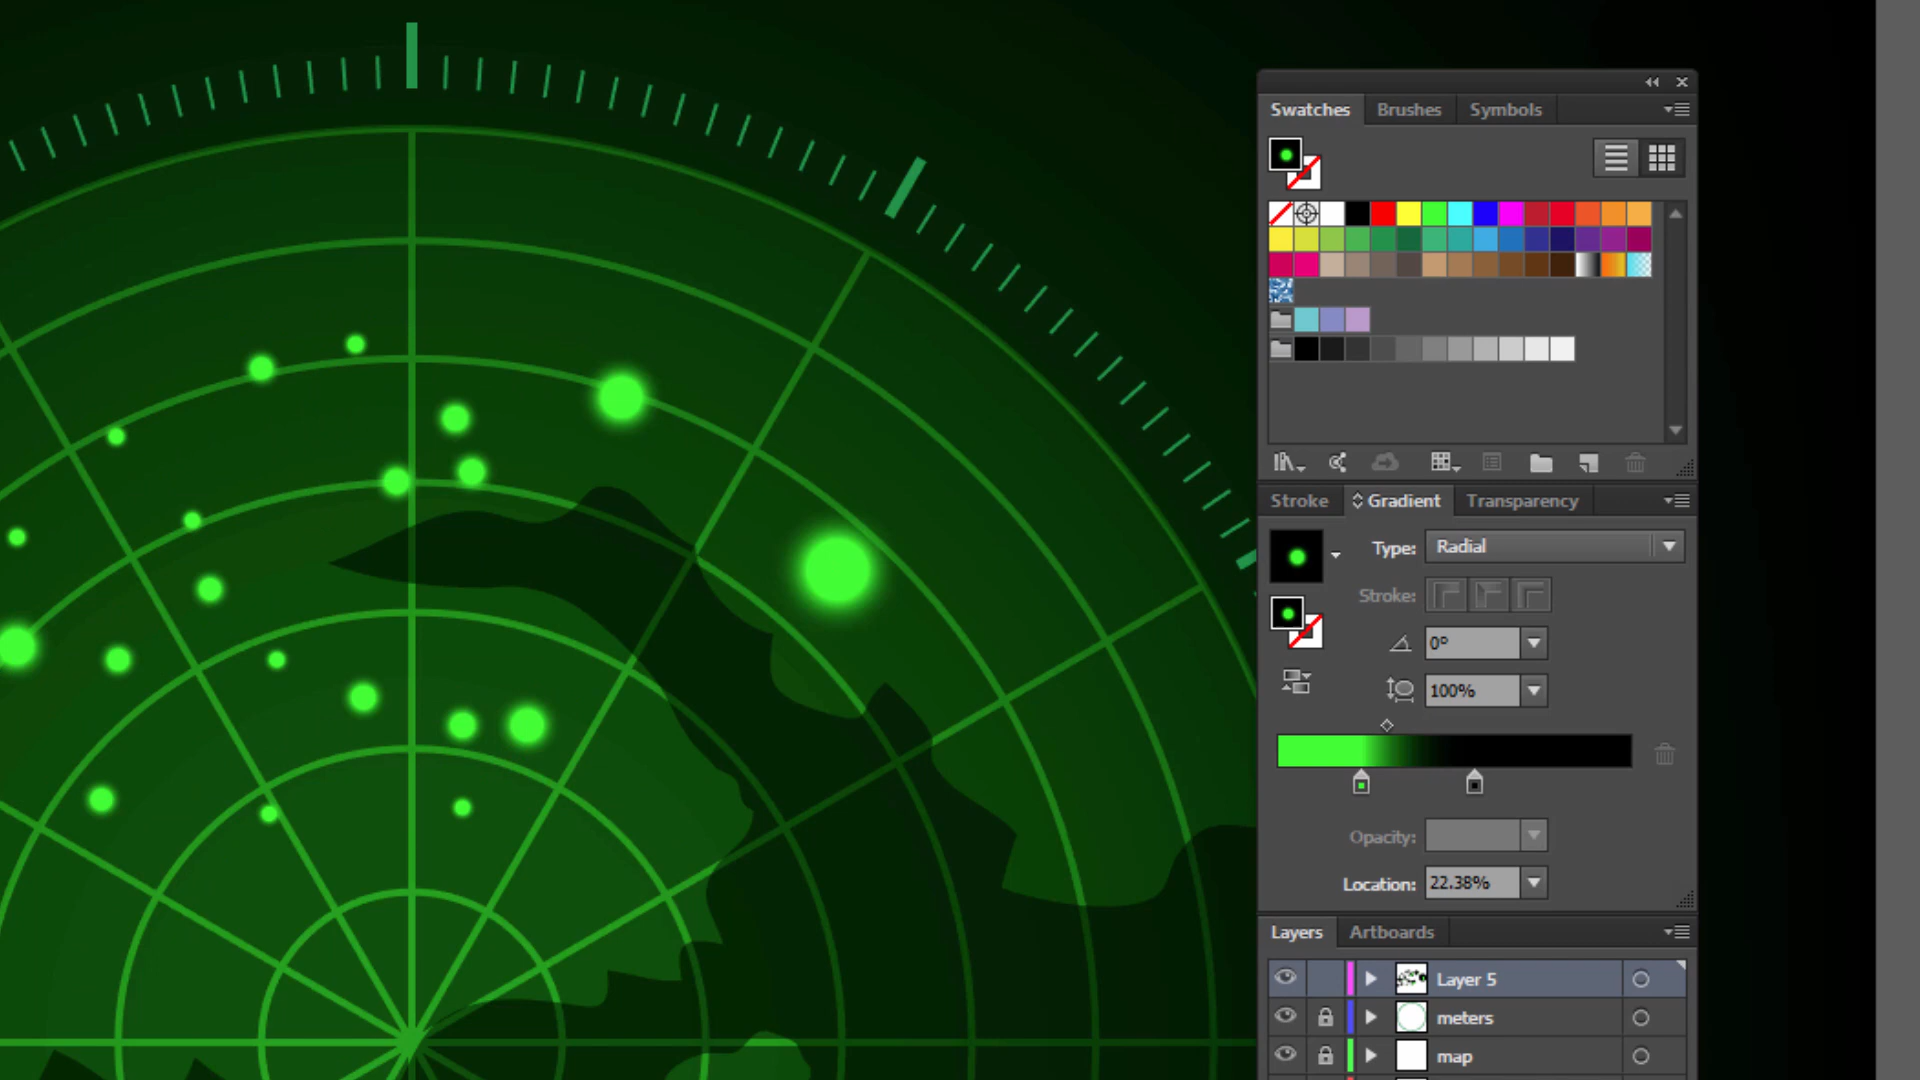 Swatches Brushes Symbols
Stroke Gradient Transparency
Type: Radial
Stroke:
0°
100%
Opacity:
Location: 22.38%
Layers Artboards
Layer 5
meters
map